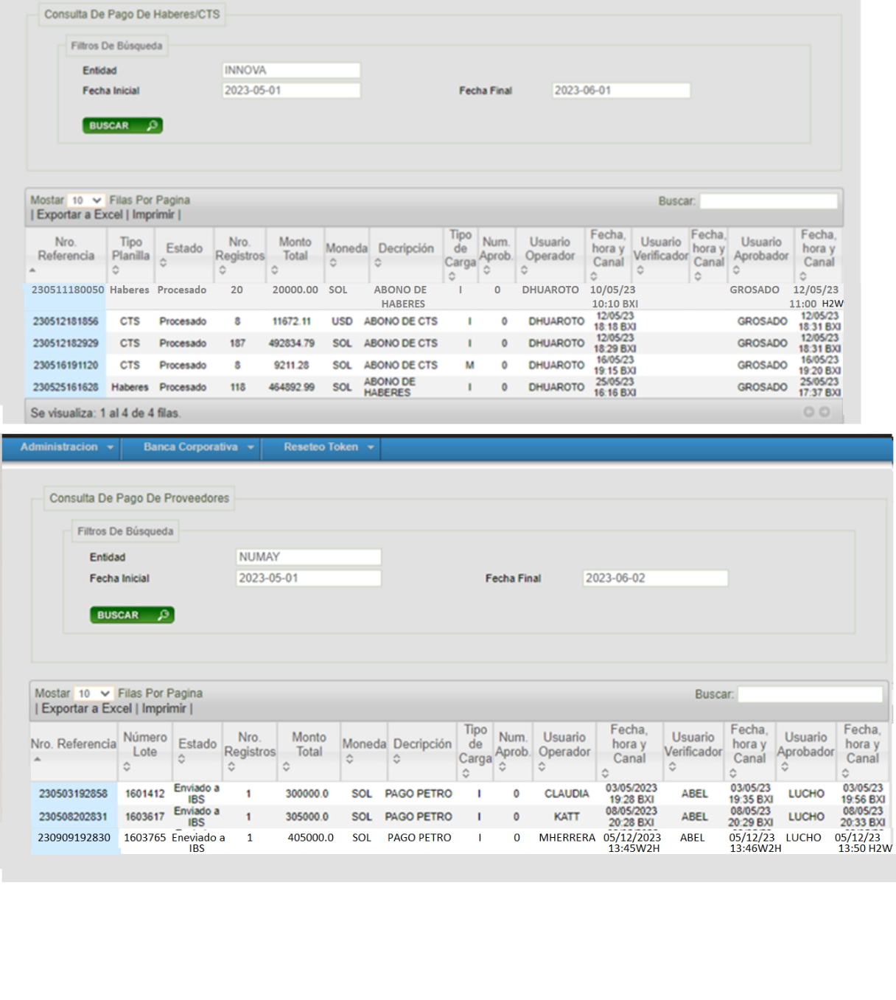 Consulta De Pago De Haberes/CTS
Filtros De Búsqueda
Entidad INNOVA
Fecha Inicial 2023-05-01 Fecha Final 2023-06-01
BUSCAR
Mostar 10 Filas Por Pagina Buscar:
| Exportar a Excel | Imprimir |
Nro. Referencia Tipo Planilla Estado Nro. Registros Monto Total Moneda Decripción Tipo de Carga Num. Aprob. Usuario Operador Fecha, hora y Canal Usuario Verificador Fecha, hora y Canal Usuario Aprobador Fecha, hora y Canal
230511180050 Haberes Procesado 20 20000.00 SOL ABONO DE HABERES I 0 DHUAROTO 10/05/23 10:10 BXI GROSADO 12/05/23 11:00 H2W
230512181856 CTS Procesado 8 11672.11 USD ABONO DE CTS I 0 DHUAROTO 12/05/23 18:18 BXI GROSADO 12/05/23 18:31 BXI
230512182929 CTS Procesado 187 492834.79 SOL ABONO DE CTS I 0 DHUAROTO 12/05/23 18:29 BXI GROSADO 12/05/23 18:31 BXI
230516191120 CTS Procesado 8 9211.28 SOL ABONO DE CTS M 0 DHUAROTO 16/05/23 19:15 BXI GROSADO 16/05/23 19:20 BXI
230525161628 Haberes Procesado 118 464892.99 SOL ABONO DE HABERES I 0 DHUAROTO 25/05/23 16:16 BXI GROSADO 25/05/23 17:37 BXI
Se visualiza: 1 al 4 de 4 filas.
Administracion Banca Corporativa Reseteo Token
Consulta De Pago De Proveedores
Filtros De Búsqueda
Entidad NUMAY
Fecha Inicial 2023-05-01 Fecha Final 2023-06-02
BUSCAR
Mostar 10 Filas Por Pagina Buscar:
| Exportar a Excel | Imprimir |
Nro. Referencia Número Lote Estado Nro. Registros Monto Total Moneda Decripción Tipo de Carga Num. Aprob. Usuario Operador Fecha, hora y Canal Usuario Verificador Fecha, hora y Canal Usuario Aprobador Fecha, hora y Canal
230503192858 1601412 Enviado a IBS 1 300000.0 SOL PAGO PETRO I 0 CLAUDIA 03/05/2023 19:28 BXI ABEL 03/05/23 19:35 BXI LUCHO 03/05/23 19:56 BXI
230508202831 1603617 Enviado a IBS 1 305000.0 SOL PAGO PETRO I 0 KATT 08/05/2023 20:28 BXI ABEL 08/05/23 20:29 BXI LUCHO 08/05/23 20:33 BXI
230909192830 1603765 Eneviado a IBS 1 405000.0 SOL PAGO PETRO I 0 MHERRERA 05/12/2023 13:45W2H ABEL 05/12/23 13:46W2H LUCHO 05/12/23 13:50 H2W